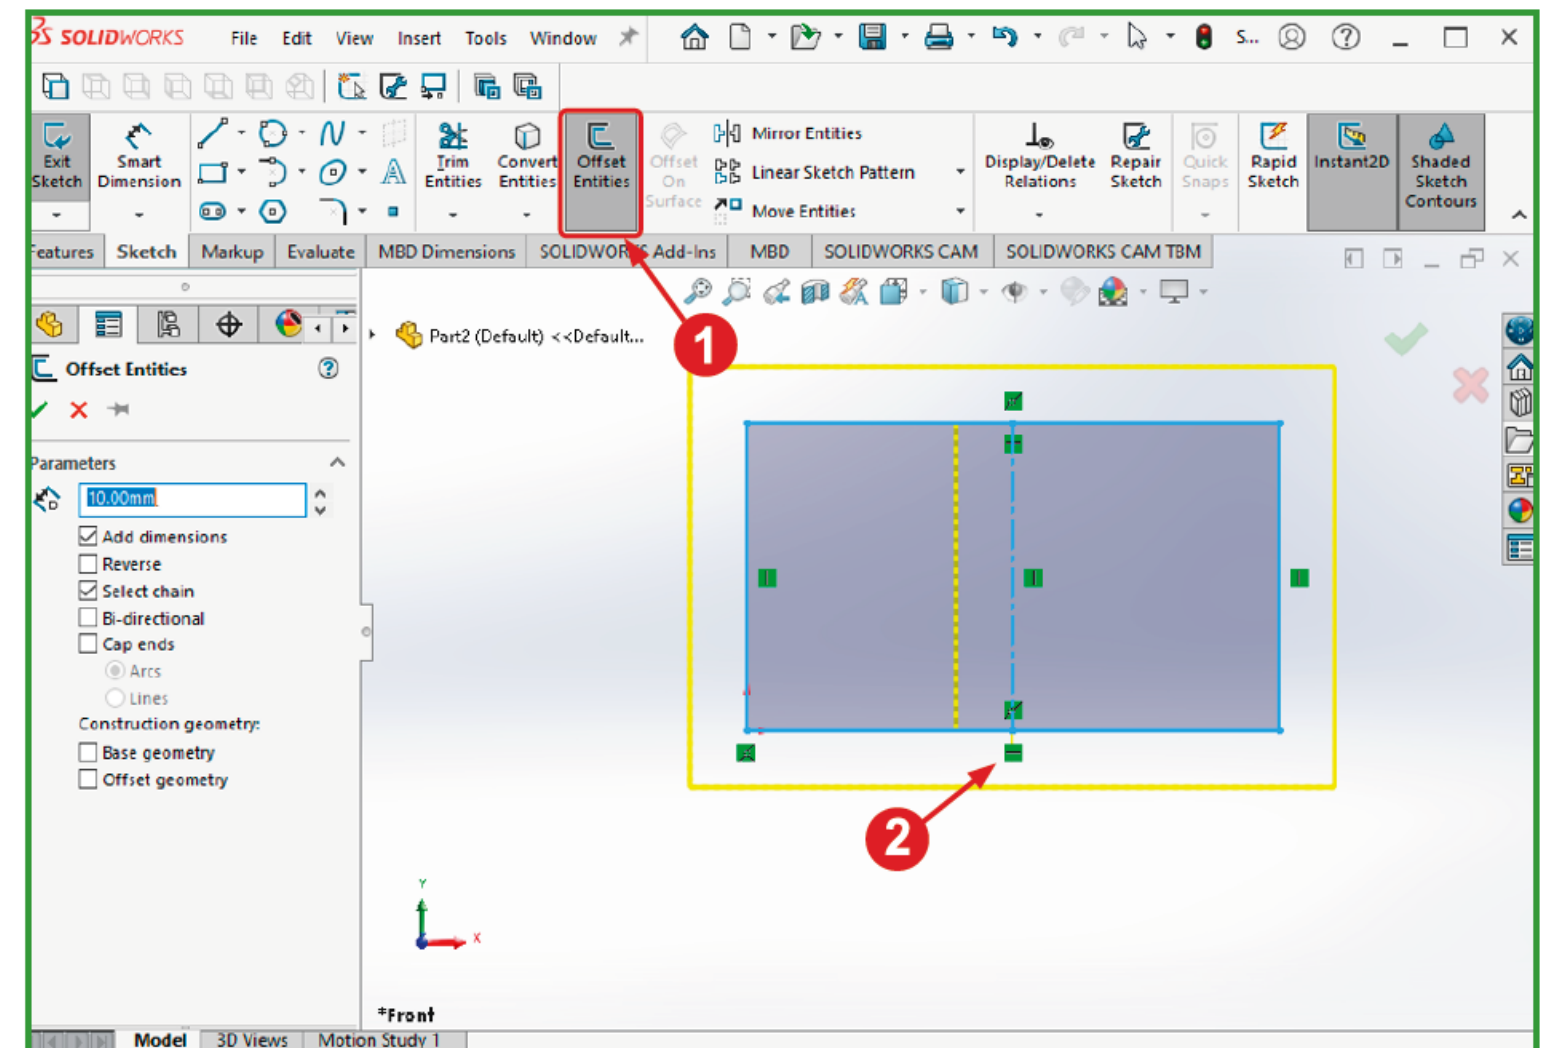 SOLIDWORKS File Edit View Insert Tools Window S... ?
Exit Sketch
Smart Dimension
Trim Entities
Convert Entities
Offset Entities
Offset On Surface
Mirror Entities
Linear Sketch Pattern
Move Entities
Display/Delete Relations
Repair Sketch
Quick Snaps
Rapid Sketch
Instant2D
Shaded Sketch Contours
Features Sketch Markup Evaluate MBD Dimensions SOLIDWORKS Add-Ins MBD SOLIDWORKS CAM SOLIDWORKS CAM TBM
Part2 (Default) <<Default...
1
Offset Entities ?
Parameters
10.00mm
Add dimensions
Reverse
Select chain
Bi-directional
Cap ends
Arcs
Lines
Construction geometry:
Base geometry
Offset geometry
2
Y
X
*Front
Model 3D Views Motion Study 1